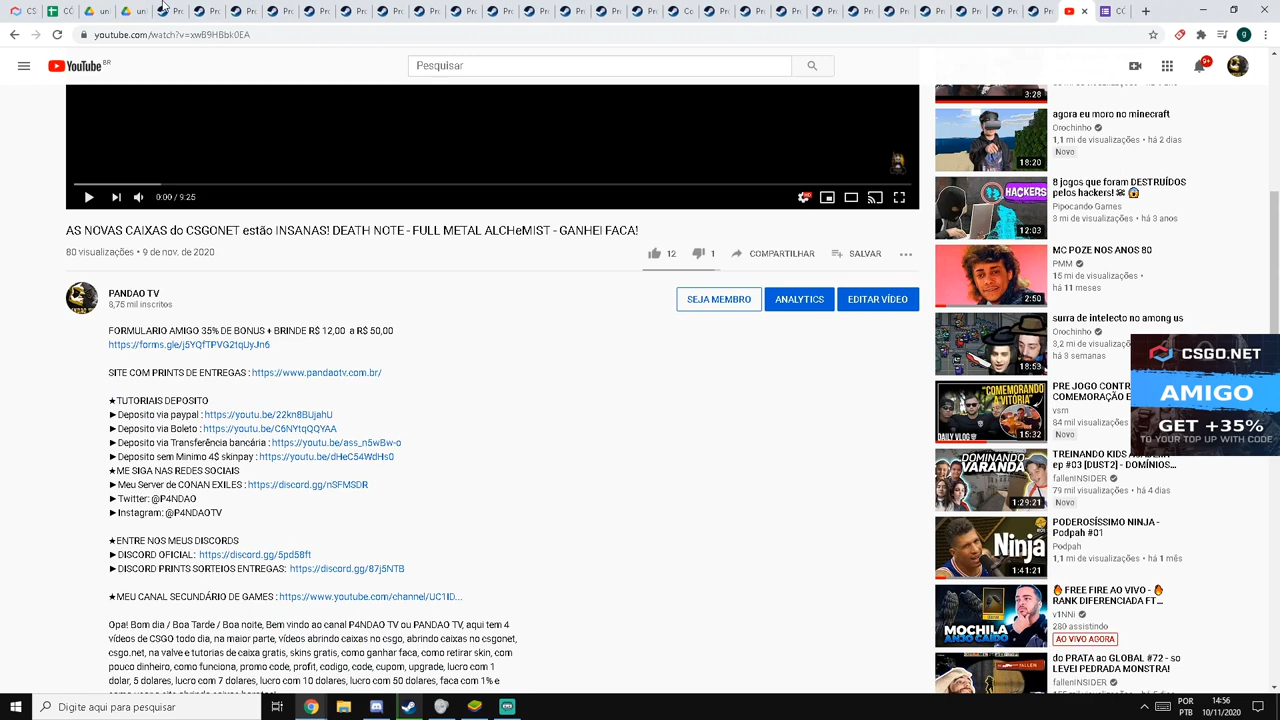 youtube.com/watch?v=xwB9HBbk0EA
YouTube BR
Pesquisar
9+
0:00 / 9:25
AS NOVAS CAIXAS do CSGONET estão INSANAS! DEATH NOTE - FULL METAL ALCHeMIST - GANHEI FACA!
80 visualizações • 9 de nov. de 2020
12
1
COMPARTILHAR
SALVAR
PANDAO TV
8,75 mil inscritos
SEJA MEMBRO
ANALYTICS
EDITAR VÍDEO
FORMULARIO AMIGO 35% DE BONUS + BRINDE R$ 12,00 a R$ 50,00
https://forms.gle/j5YQfTPVG2tqUyJn6
SITE COM PRINTS DE ENTREGAS : https://www.pandaotv.com.br/
★TUTORIAIS DEPOSITO
►Deposito via paypal : https://youtu.be/22kn8BUjahU
►Deposito via Boleto : https://youtu.be/C6NYtqQQYAA
►Deposito via Transferência bancária : https://youtu.be/ass_n5wBw-o
►Deposito sem Minimo 4$ skinpay : https://youtu.be/dHeC54WdHs0
★ME SIGA NAS REDES SOCIAIS
►Meu Server de CONAN EXILES : https://discord.gg/nSFMSDR
►Twitter: @P4NDAO
►Instagram: @P4NDAOTV
★ENTRE NOS MEUS DISCORDS
►DISCORD OFICIAL: https://discord.gg/5pd58ft
►DISCORD PRINTS SORTEIOS ENTREGAS: https://discord.gg/87j5NTB
★MEU CANAL SECUNDÁRIO DE GAMES : https://www.youtube.com/channel/UC1ID...
Opa! Bom dia / Boa Tarde / Boa noite, Bem vindo ao canal PANDAO TV ou PANDAO TV, aqui tem 4
vídeos de CSGO todo dia, na maior parte vídeos abrindo caixas no csgo, abrindo caixas no csgonet,
csgo.net, na valve e tutorias de caixa gratis, skins gratis, free, gratis, como retirar skin, com
pouco dinheiro, como funciona, promocode, promo, codigo, code, cupom, upgrade, lucro com 1
dolar, 5 dolares, lucro com 7 dolares, lucro com 10 dolares, lucro com 50 dolares, faca com 1% e
3:28
agora eu moro no minecraft
Orochinho
1,1 mi de visualizações • há 2 dias
Novo
18:20
8 jogos que foram DESTRUÍDOS
pelos hackers!
Pipocando Games
3 mi de visualizações • há 3 anos
HACKERS
12:03
MC POZE NOS ANOS 80
PMM
15 mi de visualizações •
há 11 meses
2:50
surra de intelecto no among us
Orochinho
3,2 mi de visualizaçõ
há 3 semanas
18:53
CSGO.NET
AMIGO
GET +35%
TO YOUR TOP UP WITH CODE
PRE JOGO CONTR
COMEMORAÇÃO E
vsm
84 mil visualizações
Novo
"COMEMORANDO
A VITÓRIA"
DAILY VLOG
15:32
TREINANDO KIDS
ep #03 [DUST2] - DOMÍNIOS...
fallenINSIDER
79 mil visualizações • há 4 dias
Novo
DOMINANDO
VARANDA
1:29:21
PODEROSÍSSIMO NINJA -
Podpah #01
Podpah
1,1 mi de visualizações • há 1 mês
Ninja
1:41:21
FREE FIRE AO VIVO -
RANK DIFERENCIADA FT...
v1NNi
280 assistindo
AO VIVO AGORA
MOCHILA
ANJO CAÍDO
do PRATA ao GLOBAL #72 - so
LEVEI PEDRADA MONSTRA!
fallenINSIDER
Digite aqui para pesquisar
POR
PTB
14:56
10/11/2020